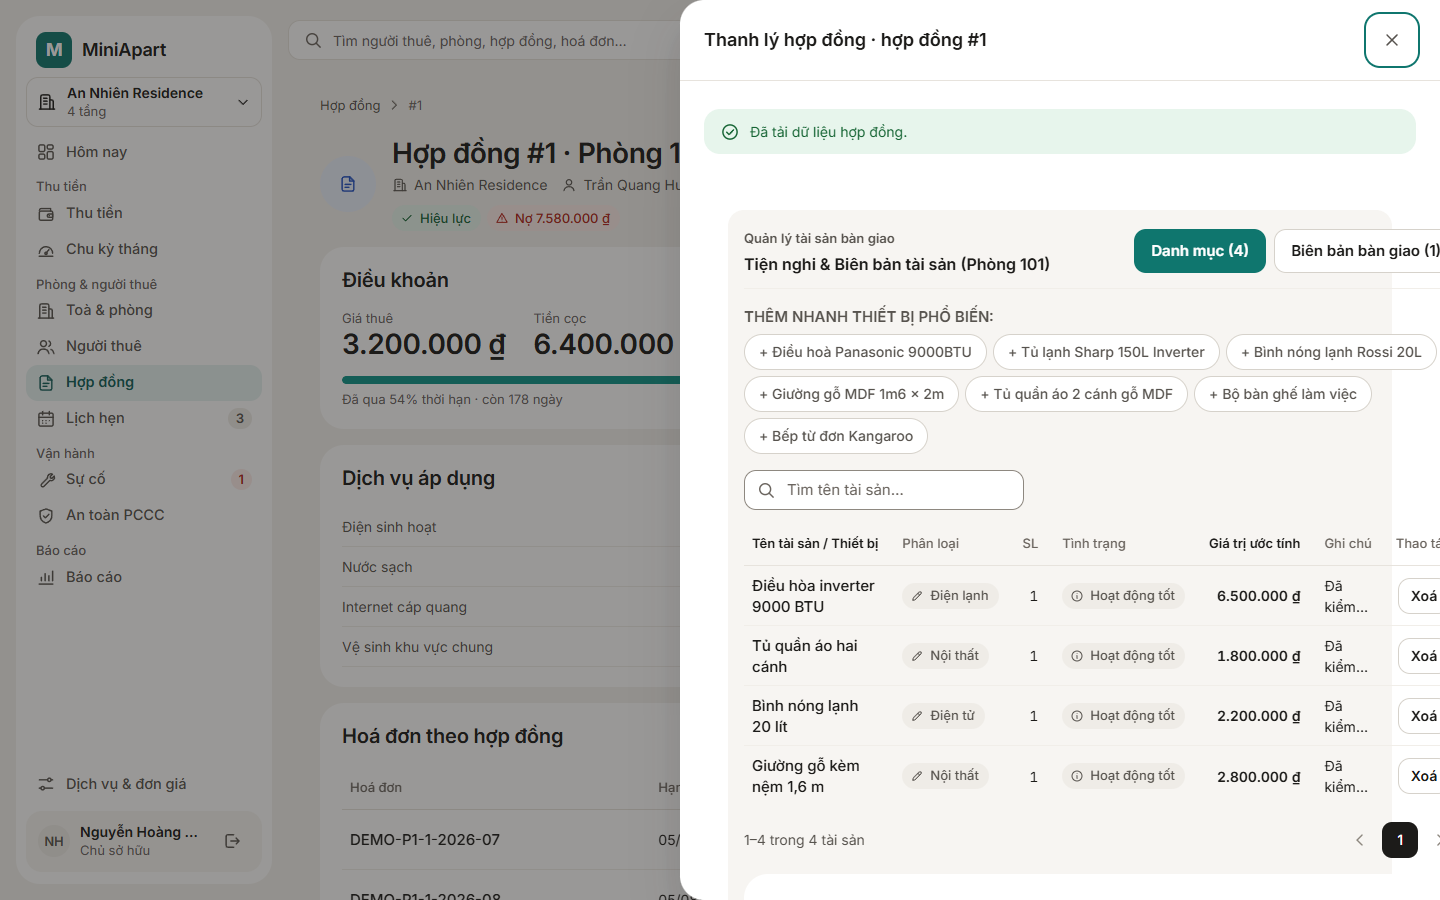 M MiniApart
An Nhiên Residence
4 tầng
Hôm nay
Thu tiền
Thu tiền
Chu kỳ tháng
Phòng & người thuê
Toà & phòng
Người thuê
Hợp đồng
Lịch hẹn 3
Vận hành
Sự cố 1
An toàn PCCC
Báo cáo
Báo cáo
Dịch vụ & đơn giá
NH Nguyễn Hoàng ...
Chủ sở hữu
Tìm người thuê, phòng, hợp đồng, hoá đơn...
Hợp đồng > #1
Hợp đồng #1 · Phòng 1
An Nhiên Residence Trần Quang Hu
Hiệu lực Nợ 7.580.000 ₫
Điều khoản
Giá thuê Tiền cọc
3.200.000 ₫ 6.400.000
Đã qua 54% thời hạn · còn 178 ngày
Dịch vụ áp dụng
Điện sinh hoạt
Nước sạch
Internet cáp quang
Vệ sinh khu vực chung
Hoá đơn theo hợp đồng
Hoá đơn Hạn
DEMO-P1-1-2026-07 05/
DEMO-P1-1-2026-08 05/0
Thanh lý hợp đồng · hợp đồng #1
Đã tải dữ liệu hợp đồng.
Quản lý tài sản bàn giao
Tiện nghi & Biên bản tài sản (Phòng 101)
Danh mục (4) Biên bản bàn giao (1)
THÊM NHANH THIẾT BỊ PHỔ BIẾN:
+ Điều hoà Panasonic 9000BTU + Tủ lạnh Sharp 150L Inverter + Bình nóng lạnh Rossi 20L
+ Giường gỗ MDF 1m6 × 2m + Tủ quần áo 2 cánh gỗ MDF + Bộ bàn ghế làm việc
+ Bếp từ đơn Kangaroo
Tìm tên tài sản...
Tên tài sản / Thiết bị Phân loại SL Tình trạng Giá trị ước tính Ghi chú Thao tá
Điều hòa inverter 9000 BTU Điện lạnh 1 Hoạt động tốt 6.500.000 ₫ Đã kiểm... Xoá
Tủ quần áo hai cánh Nội thất 1 Hoạt động tốt 1.800.000 ₫ Đã kiểm... Xoá
Bình nóng lạnh 20 lít Điện tử 1 Hoạt động tốt 2.200.000 ₫ Đã kiểm... Xoá
Giường gỗ kèm nệm 1,6 m Nội thất 1 Hoạt động tốt 2.800.000 ₫ Đã kiểm... Xoá
1–4 trong 4 tài sản 1